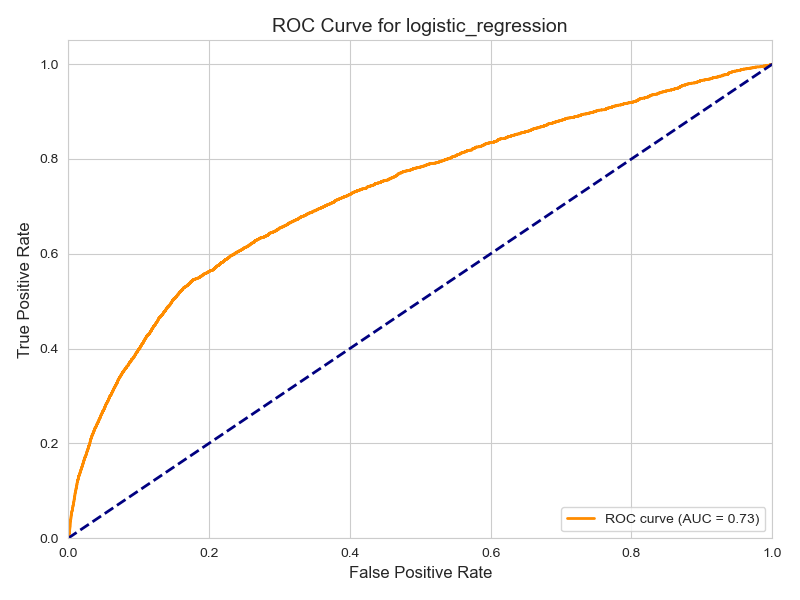 ROC Curve for logistic_regression
1.0
0.8
0.6
0.4
0.2
0.0
True Positive Rate
0.0 0.2 0.4 0.6 0.8 1.0
False Positive Rate
ROC curve (AUC = 0.73)